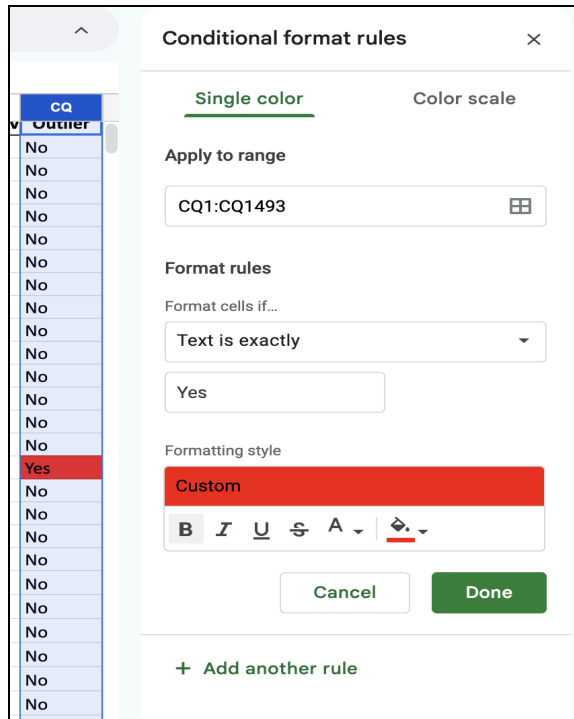 CQ
Outlier
No
No
No
No
No
No
No
No
No
No
No
No
No
No
Yes
No
No
No
No
No
No
No
No
No
No
Conditional format rules
Single color
Color scale
Apply to range
CQ1:CQ1493
Format rules
Format cells if…
Text is exactly
Yes
Formatting style
Custom
B I U S A
Cancel
Done
+ Add another rule